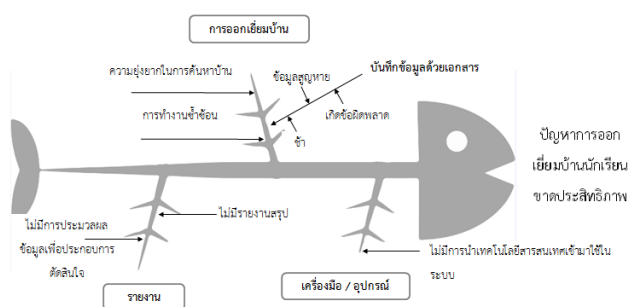 การออกเยี่ยมบ้าน
ความยุ่งยากในการค้นหาบ้าน
บันทึกข้อมูลด้วยเอกสาร
ข้อมูลสูญหาย
การทำงานซ้ำซ้อน
เกิดข้อผิดพลาด
ช้า
ปัญหาการออก
เยี่ยมบ้านนักเรียน
ขาดประสิทธิภาพ
ไม่มีรายงานสรุป
ไม่มีการประมวลผล
ข้อมูลเพื่อประกอบการ
ตัดสินใจ
ไม่มีการนำเทคโนโลยีสารสนเทศเข้ามาใช้ใน
ระบบ
รายงาน
เครื่องมือ / อุปกรณ์